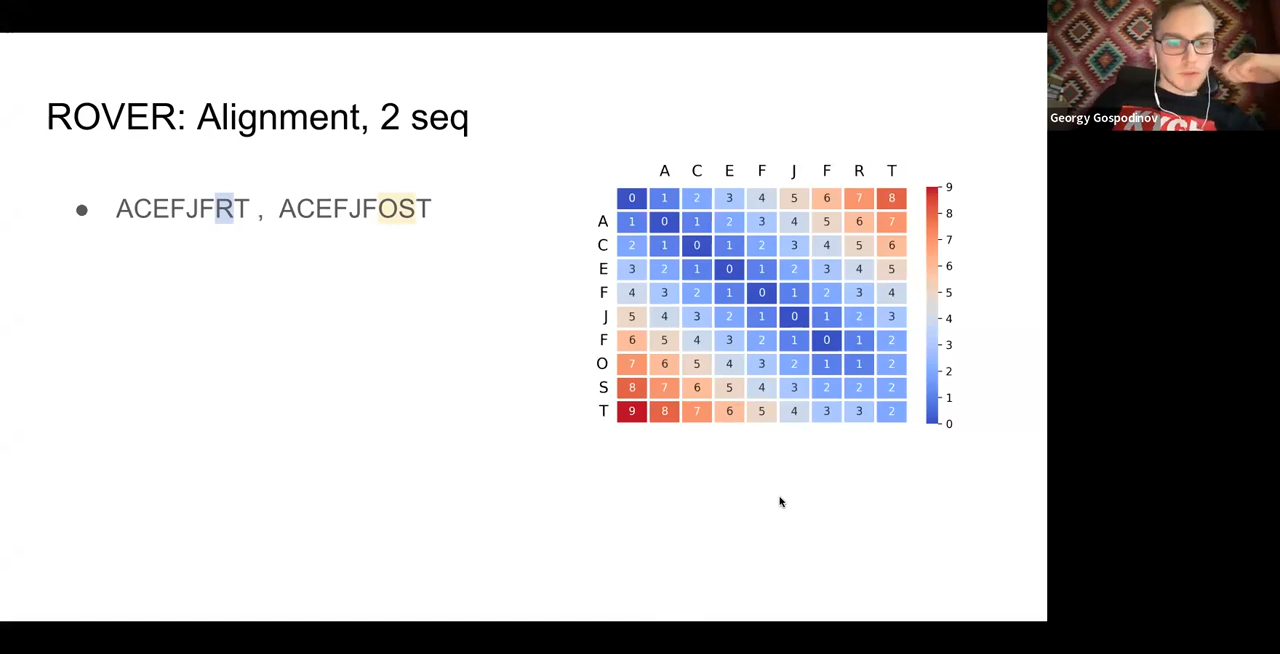 ROVER: Alignment, 2 seq
● ACEFJFRT , ACEFJFOST
A C E F J F R T
0 1 2 3 4 5 6 7 8
A 1 0 1 2 3 4 5 6 7
C 2 1 0 1 2 3 4 5 6
E 3 2 1 0 1 2 3 4 5
F 4 3 2 1 0 1 2 3 4
J 5 4 3 2 1 0 1 2 3
F 6 5 4 3 2 1 0 1 2
O 7 6 5 4 3 2 1 1 2
S 8 7 6 5 4 3 2 2 2
T 9 8 7 6 5 4 3 3 2
9
8
7
6
5
4
3
2
1
0
Georgy Gospodinov